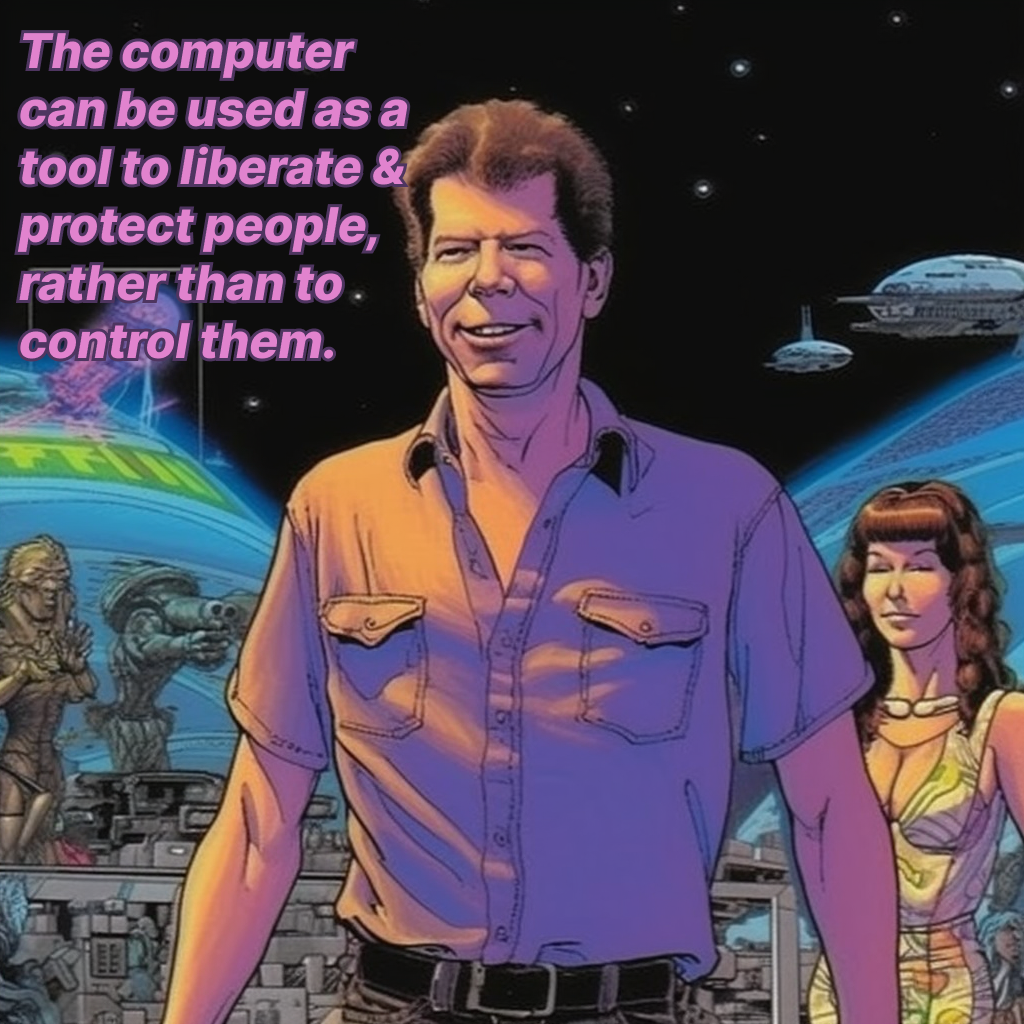 The computer
can be used as a
tool to liberate &
protect people,
rather than to
control them.